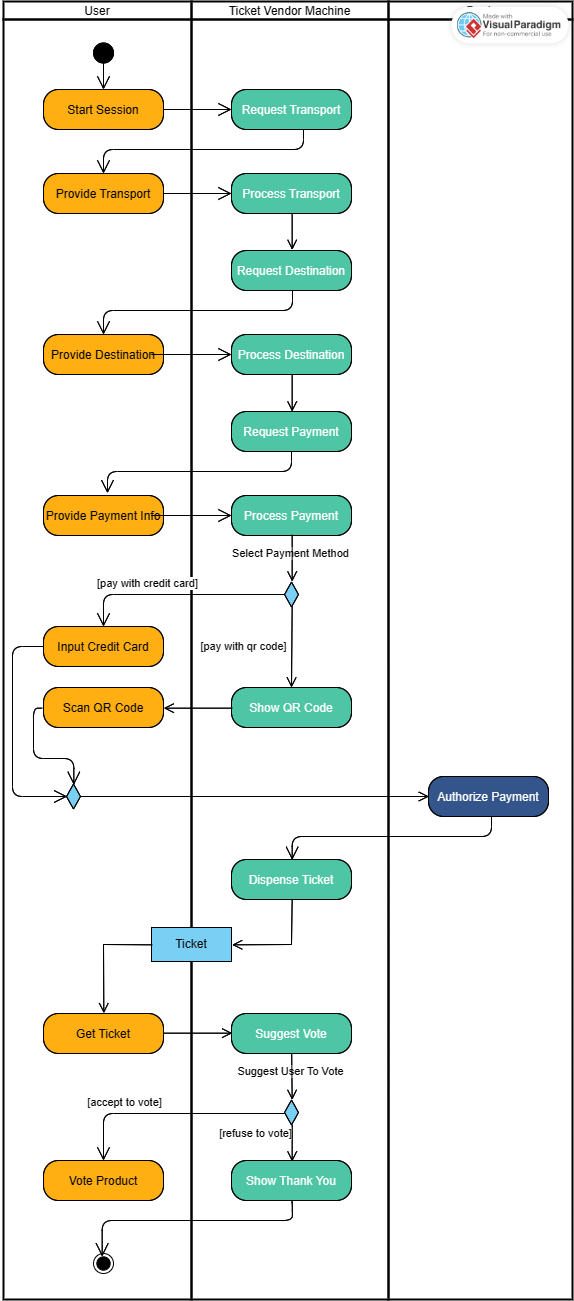 User
Ticket Vendor Machine
Made with
Visual Paradigm
For non-commercial use
Start Session
Request Transport
Provide Transport
Process Transport
Request Destination
Provide Destination
Process Destination
Request Payment
Provide Payment Info
Process Payment
Select Payment Method
[pay with credit card]
Input Credit Card
[pay with qr code]
Scan QR Code
Show QR Code
Authorize Payment
Dispense Ticket
Ticket
Get Ticket
Suggest Vote
Suggest User To Vote
[accept to vote]
[refuse to vote]
Vote Product
Show Thank You